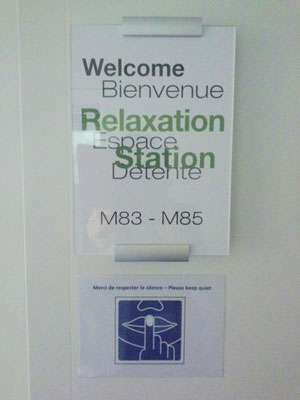 Welcome
Bienvenue
Relaxation
Espace
Station
Détente
M83 - M85
Merci de respecter le silence - Please keep quiet